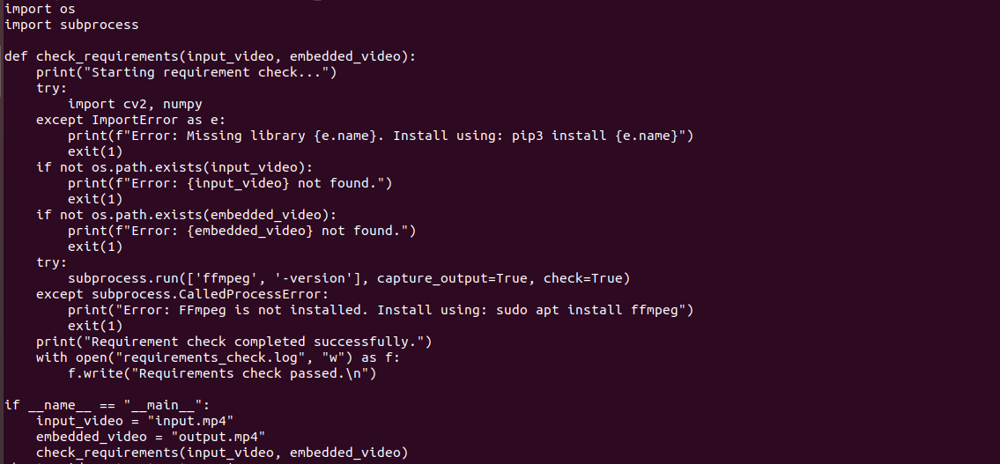 import os
import subprocess

def check_requirements(input_video, embedded_video):
    print("Starting requirement check...")
    try:
        import cv2, numpy
    except ImportError as e:
        print(f"Error: Missing library {e.name}. Install using: pip3 install {e.name}")
        exit(1)
    if not os.path.exists(input_video):
        print(f"Error: {input_video} not found.")
        exit(1)
    if not os.path.exists(embedded_video):
        print(f"Error: {embedded_video} not found.")
        exit(1)
    try:
        subprocess.run(['ffmpeg', '-version'], capture_output=True, check=True)
    except subprocess.CalledProcessError:
        print("Error: FFmpeg is not installed. Install using: sudo apt install ffmpeg")
        exit(1)
    print("Requirement check completed successfully.")
    with open("requirements_check.log", "w") as f:
        f.write("Requirements check passed.\n")

if __name__ == "__main__":
    input_video = "input.mp4"
    embedded_video = "output.mp4"
    check_requirements(input_video, embedded_video)